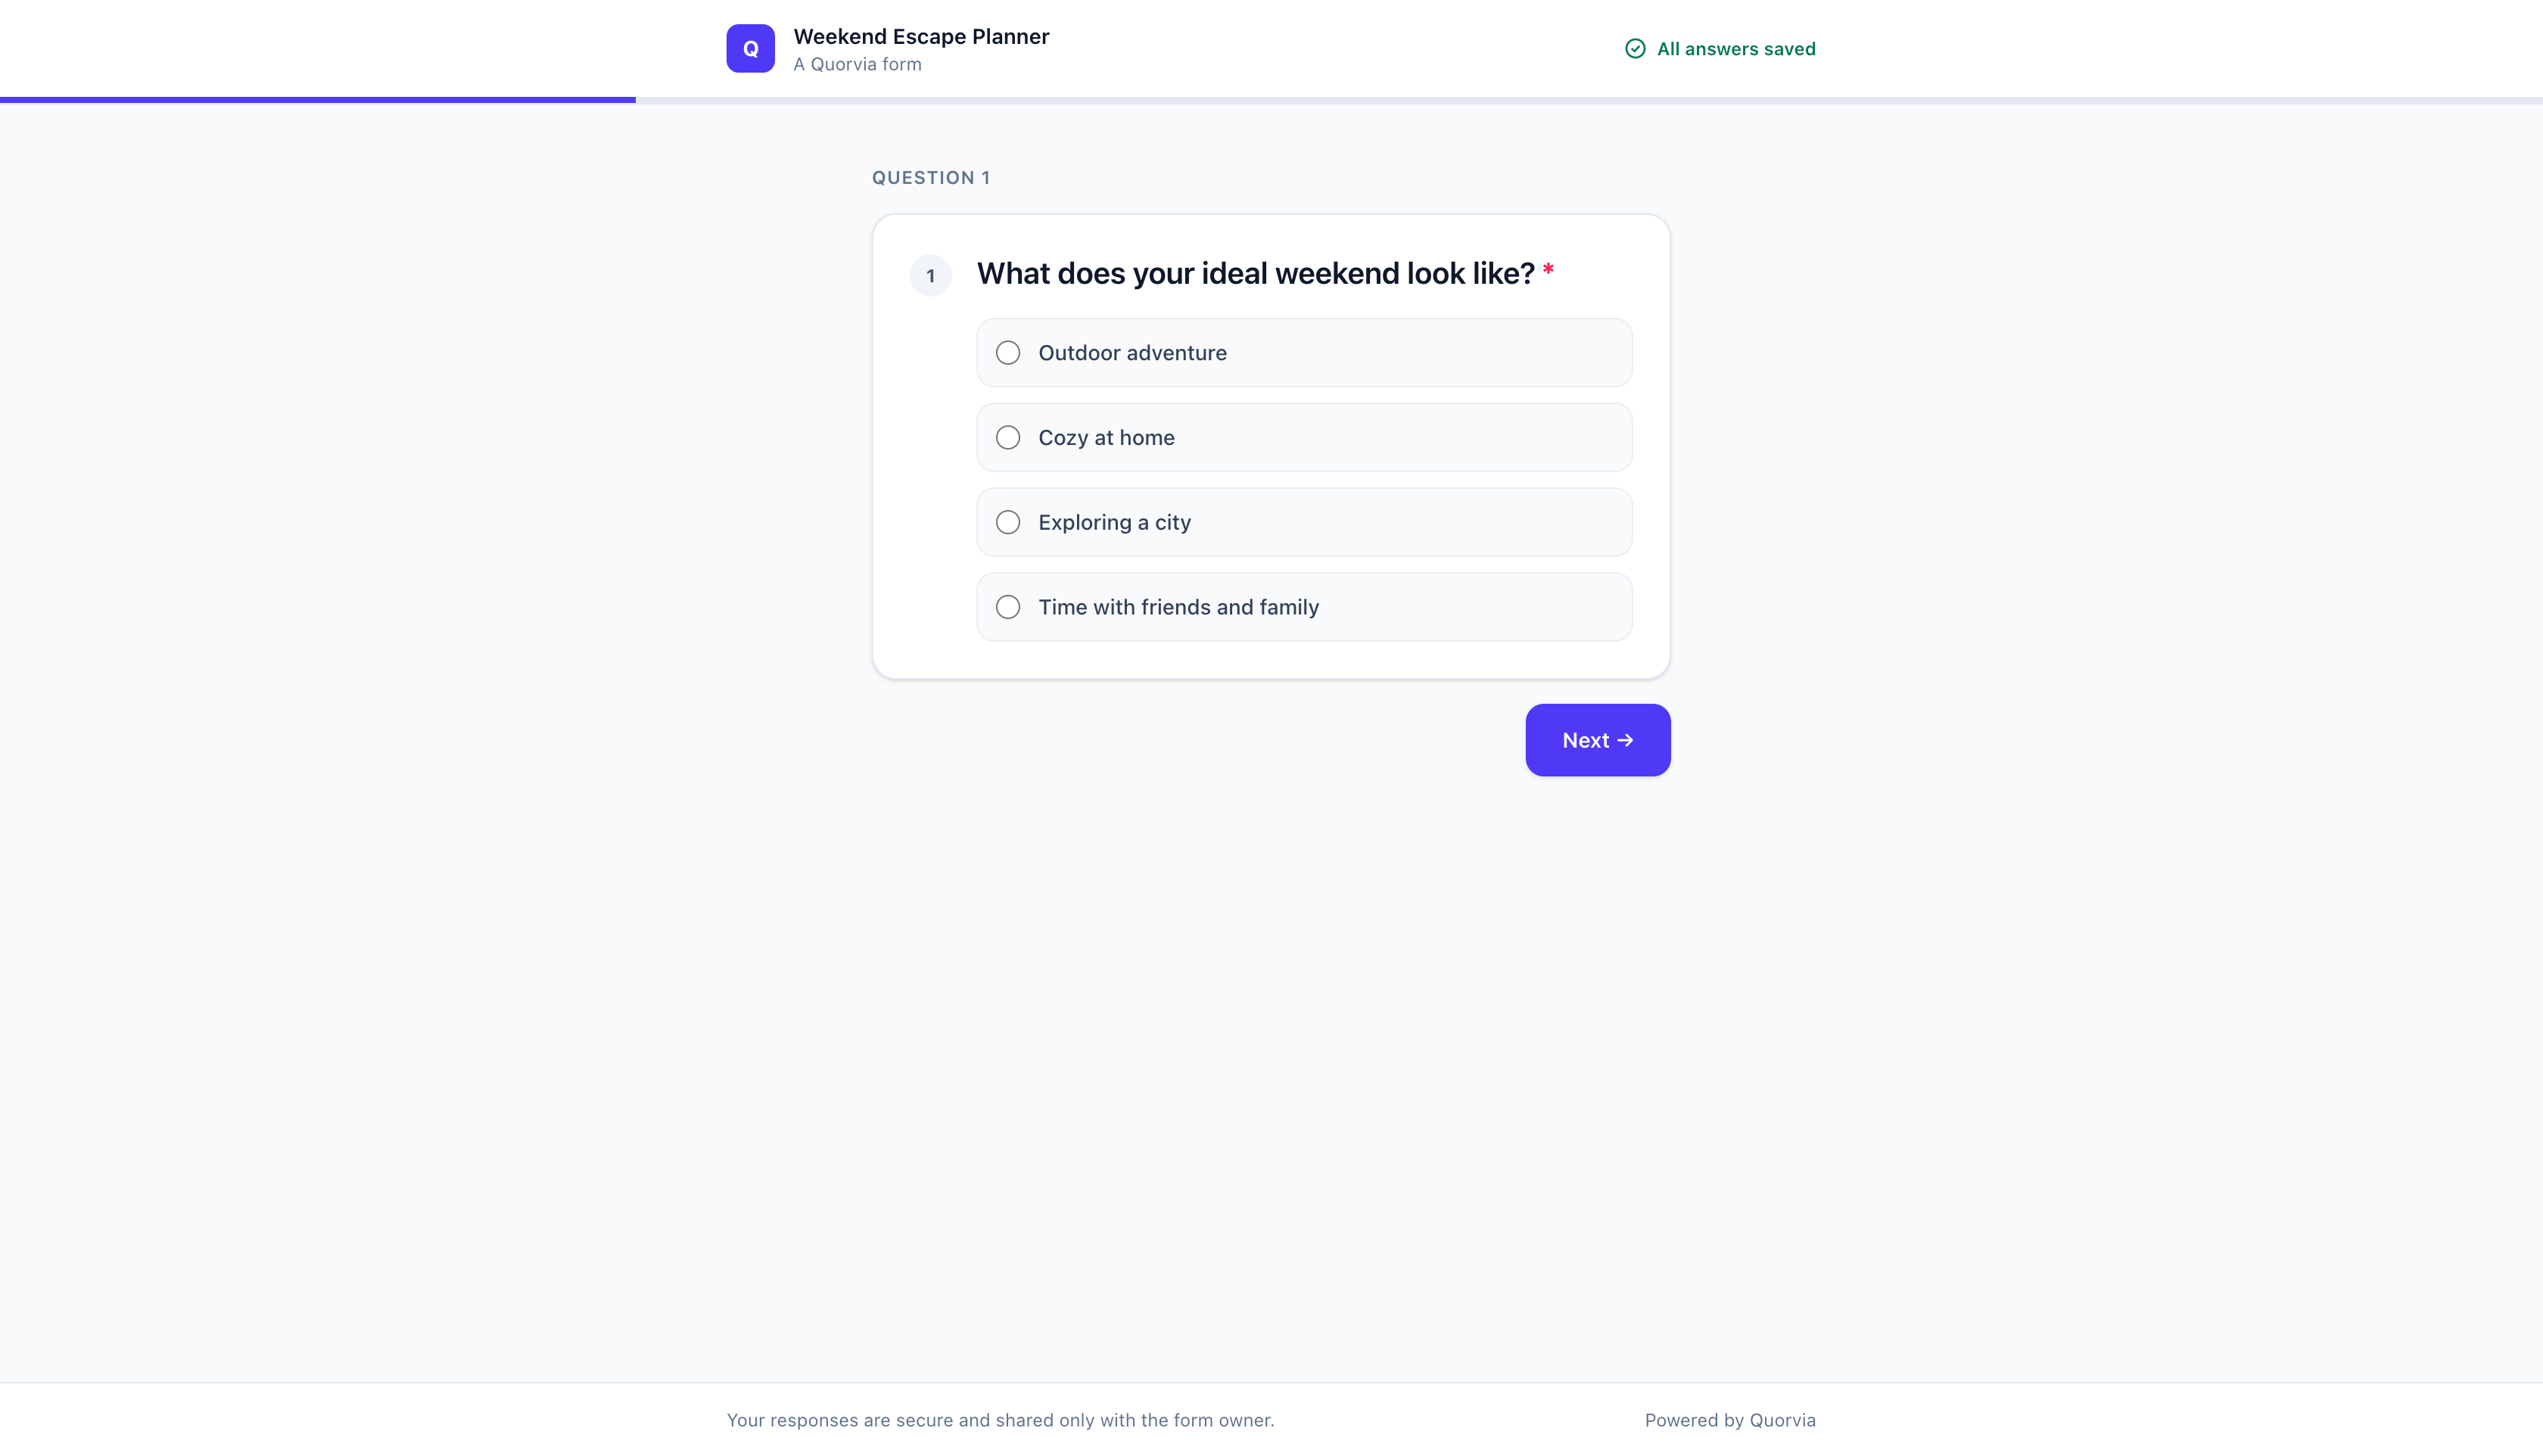 Q
Weekend Escape Planner
A Quorvia form
All answers saved
QUESTION 1
1
What does your ideal weekend look like? *
Outdoor adventure
Cozy at home
Exploring a city
Time with friends and family
Next →
Your responses are secure and shared only with the form owner.
Powered by Quorvia